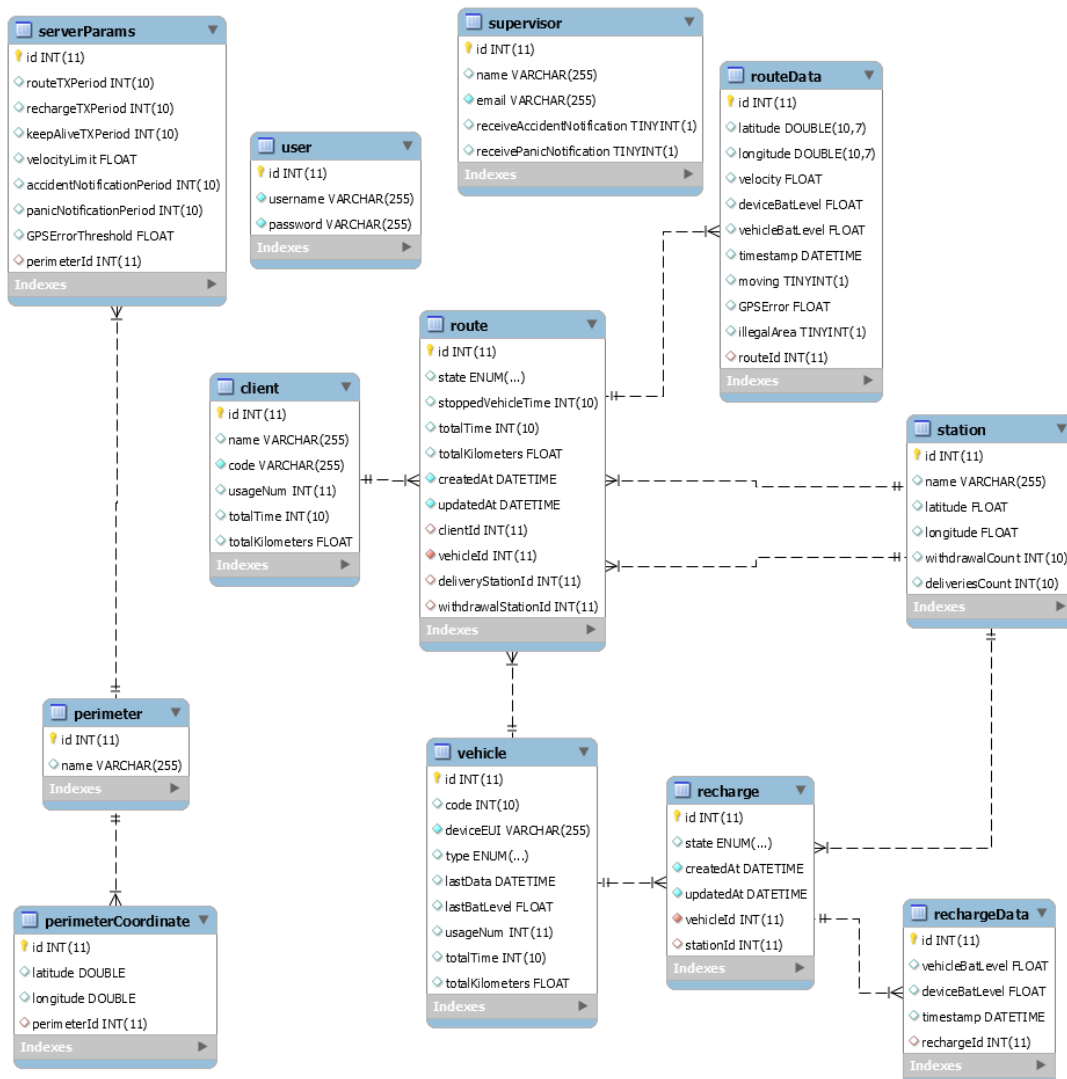 serverParams
id INT(11)
routeTXPeriod INT(10)
rechargeTXPeriod INT(10)
keepAliveTXPeriod INT(10)
velocityLimit FLOAT
accidentNotificationPeriod INT(10)
panicNotificationPeriod INT(10)
GPSErrorThreshold FLOAT
perimeterId INT(11)
Indexes
user
id INT(11)
username VARCHAR(255)
password VARCHAR(255)
Indexes
supervisor
id INT(11)
name VARCHAR(255)
email VARCHAR(255)
receiveAccidentNotification TINYINT(1)
receivePanicNotification TINYINT(1)
Indexes
routeData
id INT(11)
latitude DOUBLE(10,7)
longitude DOUBLE(10,7)
velocity FLOAT
deviceBatLevel FLOAT
vehicleBatLevel FLOAT
timestamp DATETIME
moving TINYINT(1)
GPSError FLOAT
illegalArea TINYINT(1)
routeId INT(11)
Indexes
client
id INT(11)
name VARCHAR(255)
code VARCHAR(255)
usageNum INT(11)
totalTime INT(10)
totalKilometers FLOAT
Indexes
route
id INT(11)
state ENUM(...)
stoppedVehicleTime INT(10)
totalTime INT(10)
totalKilometers FLOAT
createdAt DATETIME
updatedAt DATETIME
clientId INT(11)
vehicleId INT(11)
deliveryStationId INT(11)
withdrawalStationId INT(11)
Indexes
station
id INT(11)
name VARCHAR(255)
latitude FLOAT
longitude FLOAT
withdrawalCount INT(10)
deliveriesCount INT(10)
Indexes
perimeter
id INT(11)
name VARCHAR(255)
Indexes
vehicle
id INT(11)
code INT(10)
deviceEUI VARCHAR(255)
type ENUM(...)
lastData DATETIME
lastBatLevel FLOAT
usageNum INT(11)
totalTime INT(10)
totalKilometers FLOAT
Indexes
recharge
id INT(11)
state ENUM(...)
createdAt DATETIME
updatedAt DATETIME
vehicleId INT(11)
stationId INT(11)
Indexes
perimeterCoordinate
id INT(11)
latitude DOUBLE
longitude DOUBLE
perimeterId INT(11)
Indexes
rechargeData
id INT(11)
vehicleBatLevel FLOAT
deviceBatLevel FLOAT
timestamp DATETIME
rechargeId INT(11)
Indexes